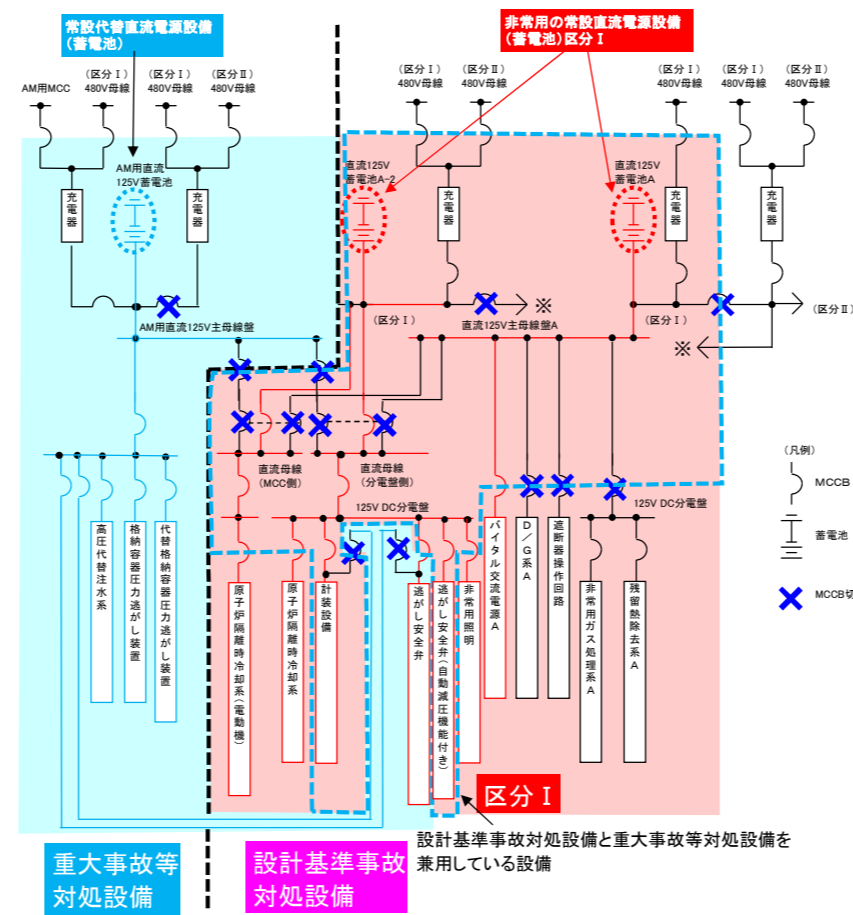 常設代替直流電源設備
(蓄電池)
非常用の常設直流電源設備
(蓄電池)区分Ⅰ
AM用MCC
(区分Ⅰ)
480V母線
(区分Ⅰ)
480V母線
(区分Ⅱ)
480V母線
(区分Ⅰ)
480V母線
(区分Ⅱ)
480V母線
(区分Ⅰ)
480V母線
(区分Ⅰ)
480V母線
(区分Ⅱ)
480V母線
AM用直流
125V蓄電池
直流125V
蓄電池A-2
直流125V
蓄電池A
充電器
充電器
充電器
充電器
充電器
※
(区分Ⅱ)
AM用直流125V主母線盤
(区分Ⅰ)
直流125V主母線盤A
(区分Ⅰ)
※
直流母線
(MCC側)
直流母線
(分電盤側)
125V DC分電盤
125V DC分電盤
(凡例)
MCCB
蓄電池
MCCB切
高圧代替注水系
格納容器圧力逃がし装置
代替格納容器圧力逃がし装置
原子炉隔離時冷却系(電動機)
原子炉隔離時冷却系
計装設備
逃がし安全弁
逃がし安全弁(自動減圧機能付き)
非常用照明
バイタル交流電源A
D/G系A
遮断器操作回路
非常用ガス処理系A
残留熱除去系A
区分Ⅰ
設計基準事故対処設備と重大事故等対処設備を
兼用している設備
重大事故等
対処設備
設計基準事故
対処設備